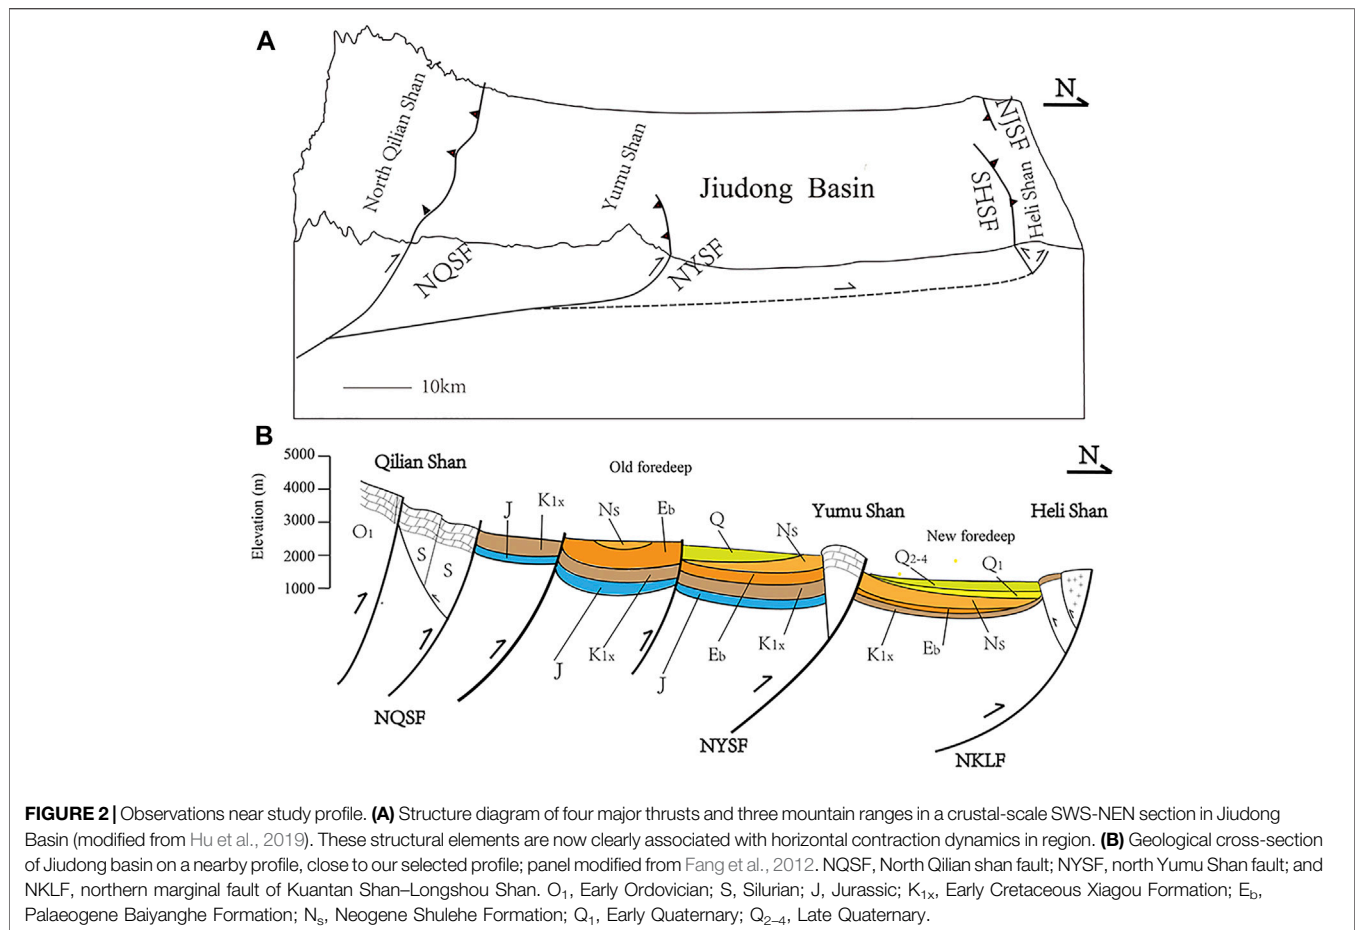 A
N
North Qilian Shan
Yumu Shan
Jiudong Basin
NJSF
SHSF
Heli Shan
NQSF
NYSF
10km
B
N
5000
4000
3000
2000
1000
Elevation (m)
Qilian Shan
Old foredeep
Yumu Shan
New foredeep
Heli Shan
O1
S
S
J
K1x
Ns
Eb
Q
Ns
Q2-4
Q1
J
K1x
J
Eb
K1x
K1x
Eb
Ns
NQSF
NYSF
NKLF
FIGURE 2 | Observations near study profile. (A) Structure diagram of four major thrusts and three mountain ranges in a crustal-scale SWS-NEN section in Jiudong
Basin (modified from Hu et al., 2019). These structural elements are now clearly associated with horizontal contraction dynamics in region. (B) Geological cross-section
of Jiudong basin on a nearby profile, close to our selected profile; panel modified from Fang et al., 2012. NQSF, North Qilian shan fault; NYSF, north Yumu Shan fault; and
NKLF, northern marginal fault of Kuantan Shan–Longshou Shan. O1, Early Ordovician; S, Silurian; J, Jurassic; K1x, Early Cretaceous Xiagou Formation; Eb,
Palaeogene Baiyanghe Formation; Ns, Neogene Shulehe Formation; Q1, Early Quaternary; Q2–4, Late Quaternary.